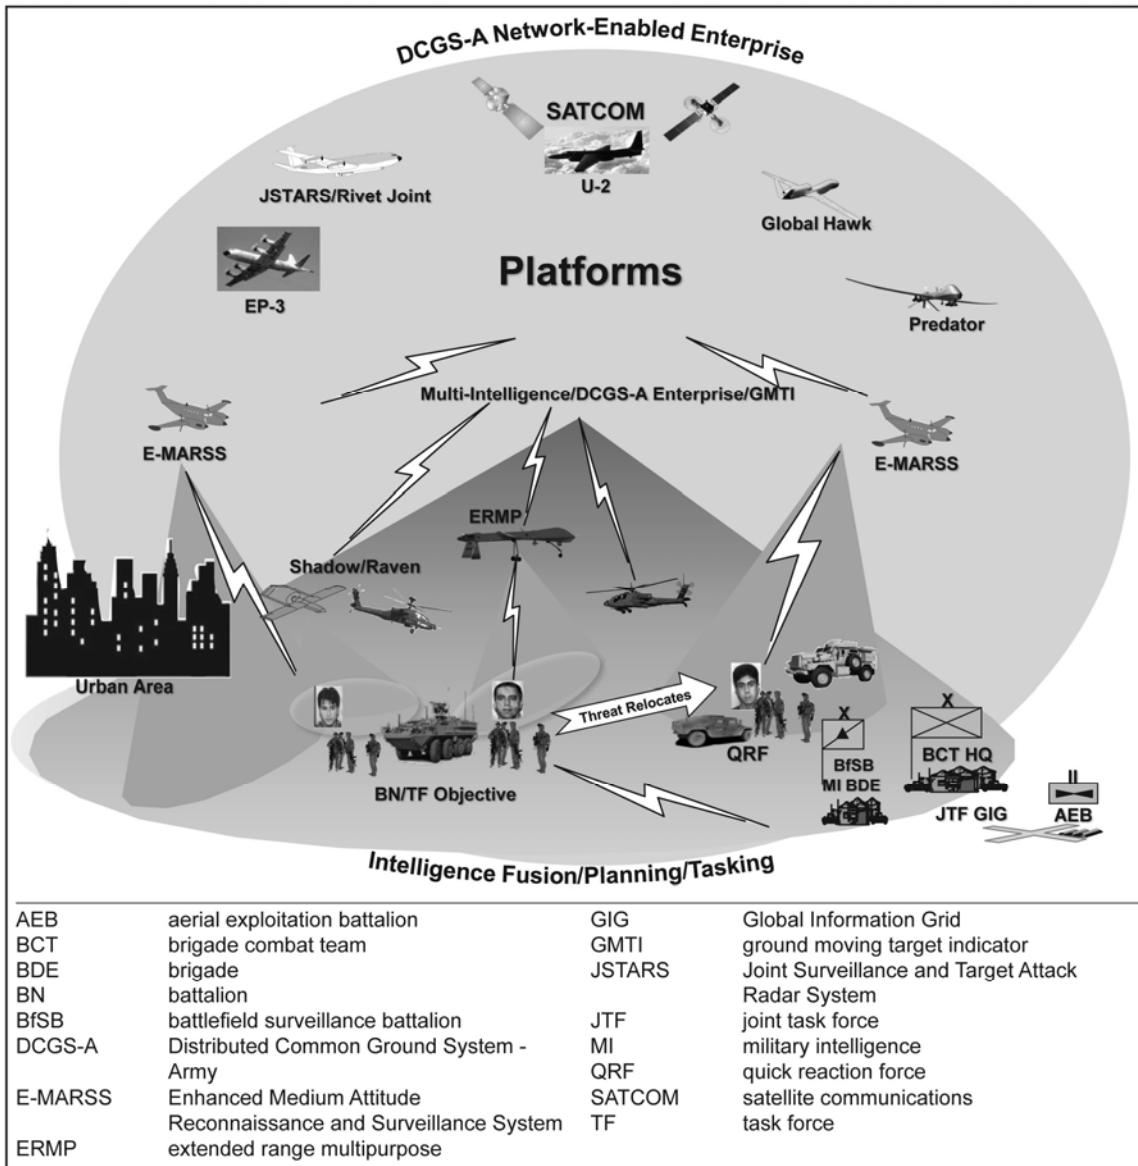 DCGS-A Network-Enabled Enterprise
SATCOM
U-2
JSTARS/Rivet Joint
Global Hawk
EP-3
Platforms
Predator
Multi-Intelligence/DCGS-A Enterprise/GMTI
E-MARSS
E-MARSS
ERMP
Shadow/Raven
Urban Area
Threat Relocates
X
X
QRF
BfSB
MI BDE
BCT HQ
II
BN/TF Objective
JTF GIG
AEB
Intelligence Fusion/Planning/Tasking
AEB aerial exploitation battalion
BCT brigade combat team
BDE brigade
BN battalion
BfSB battlefield surveillance battalion
DCGS-A Distributed Common Ground System -
Army
E-MARSS Enhanced Medium Attitude
Reconnaissance and Surveillance System
ERMP extended range multipurpose
GIG Global Information Grid
GMTI ground moving target indicator
JSTARS Joint Surveillance and Target Attack
Radar System
JTF joint task force
MI military intelligence
QRF quick reaction force
SATCOM satellite communications
TF task force